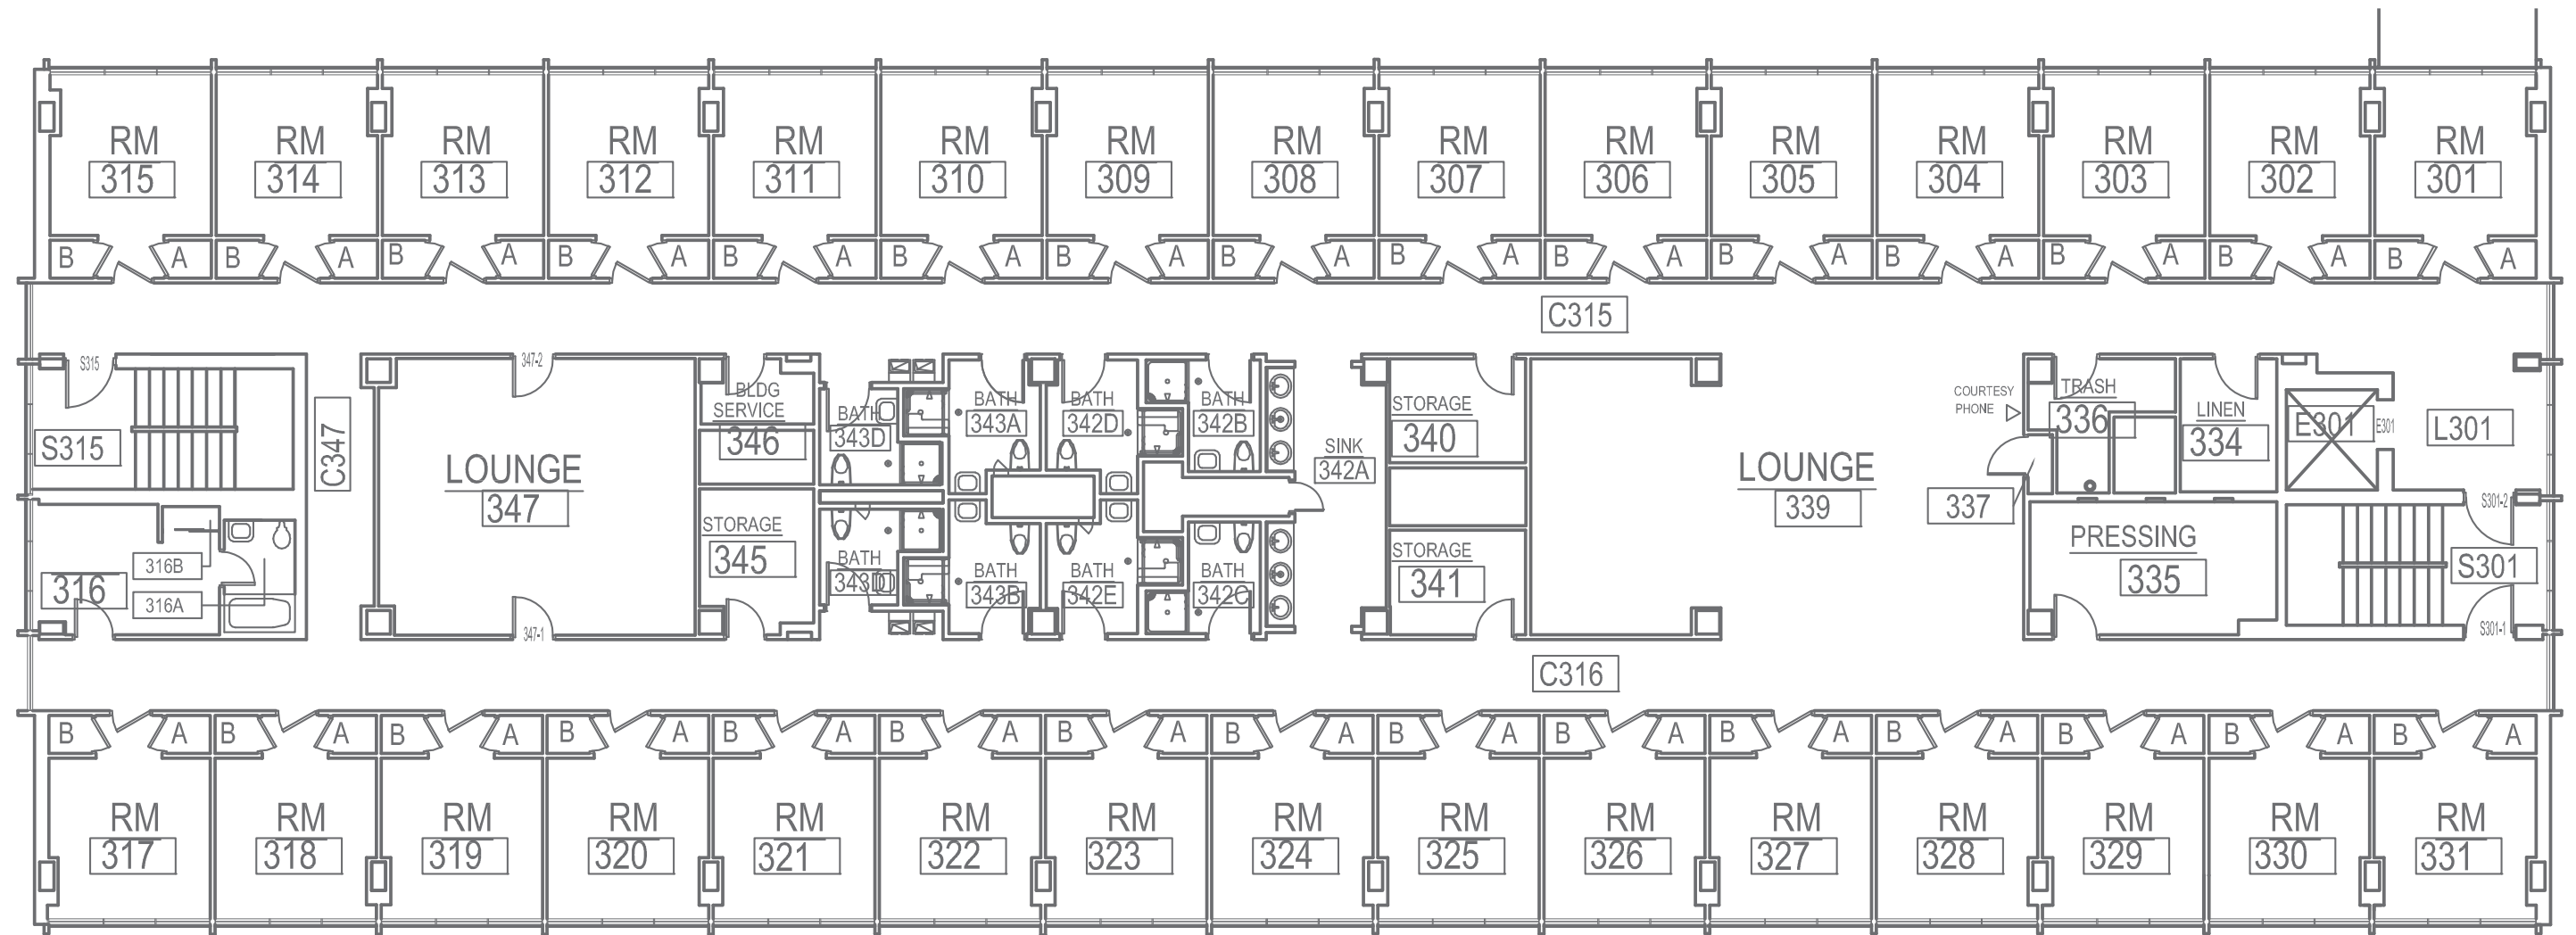 RM RM RM RM RM RM RM RM RM RM RM RM RM RM RM
315 314 313 312 311 310 309 308 307 306 305 304 303 302 301
B A B A B A B A B A B A B A B A B A B A B A B A B A B A B A
C315
S315
347-2
BLDG
SERVICE
346
S315
C347
LOUNGE
347
BATH
343D
BATH
343A
BATH
342D
BATH
342B
SINK
342A
STORAGE
340
LOUNGE
339
COURTESY
PHONE
TRASH
336
LINEN
334
E301
E301
L301
337
S301-2
316B
316
316A
STORAGE
345
BATH
343D
BATH
343B
BATH
342E
BATH
342C
STORAGE
341
PRESSING
335
S301
S301-1
347-1
C316
B A B A B A B A B A B A B A B A B A B A B A B A B A B A B A
RM RM RM RM RM RM RM RM RM RM RM RM RM RM RM
317 318 319 320 321 322 323 324 325 326 327 328 329 330 331